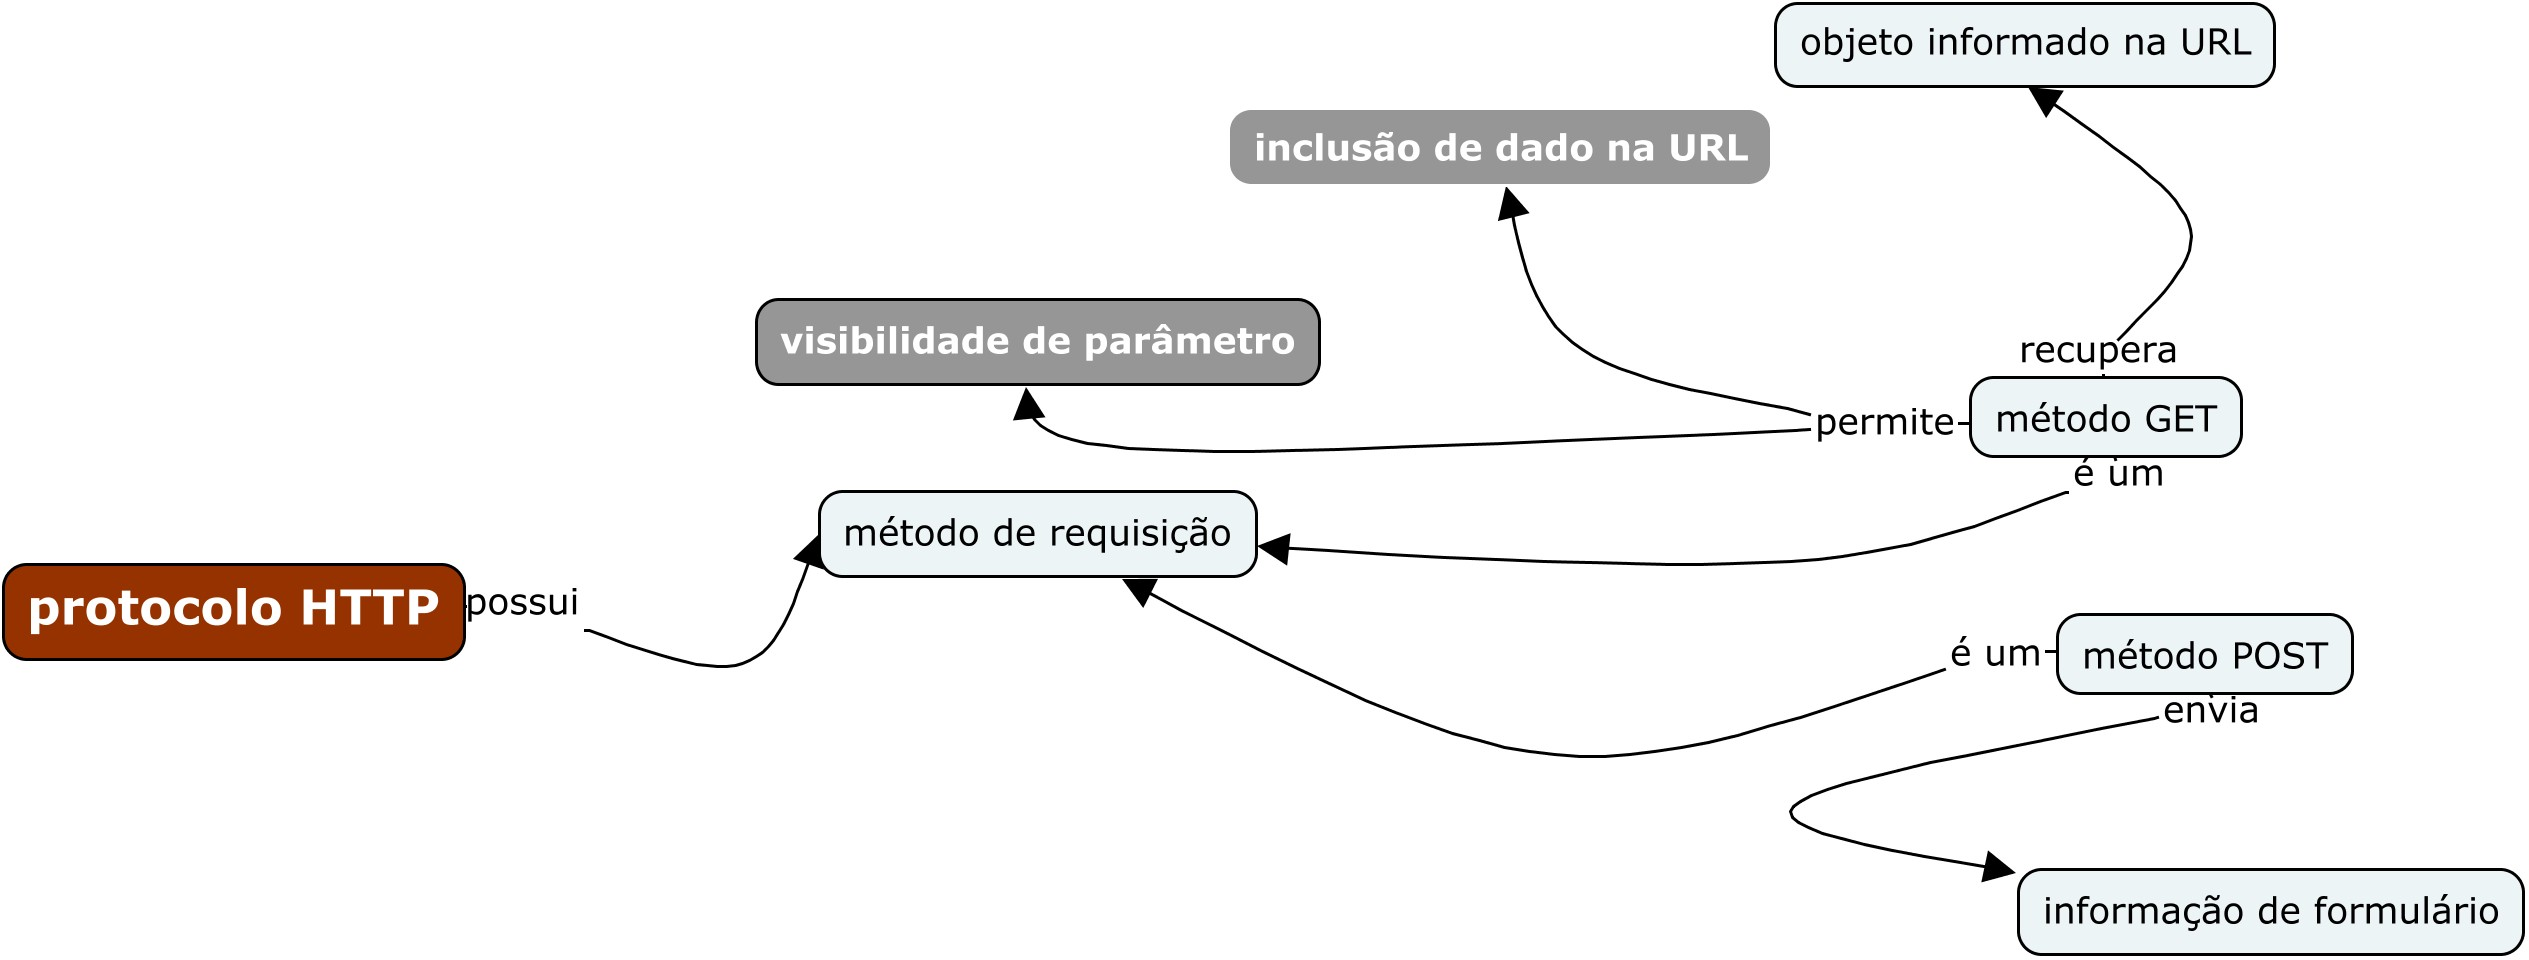 objeto informado na URL
inclusão de dado na URL
visibilidade de parâmetro
recupera
permite
método GET
é um
método de requisição
protocolo HTTP
possui
é um
método POST
envia
informação de formulário